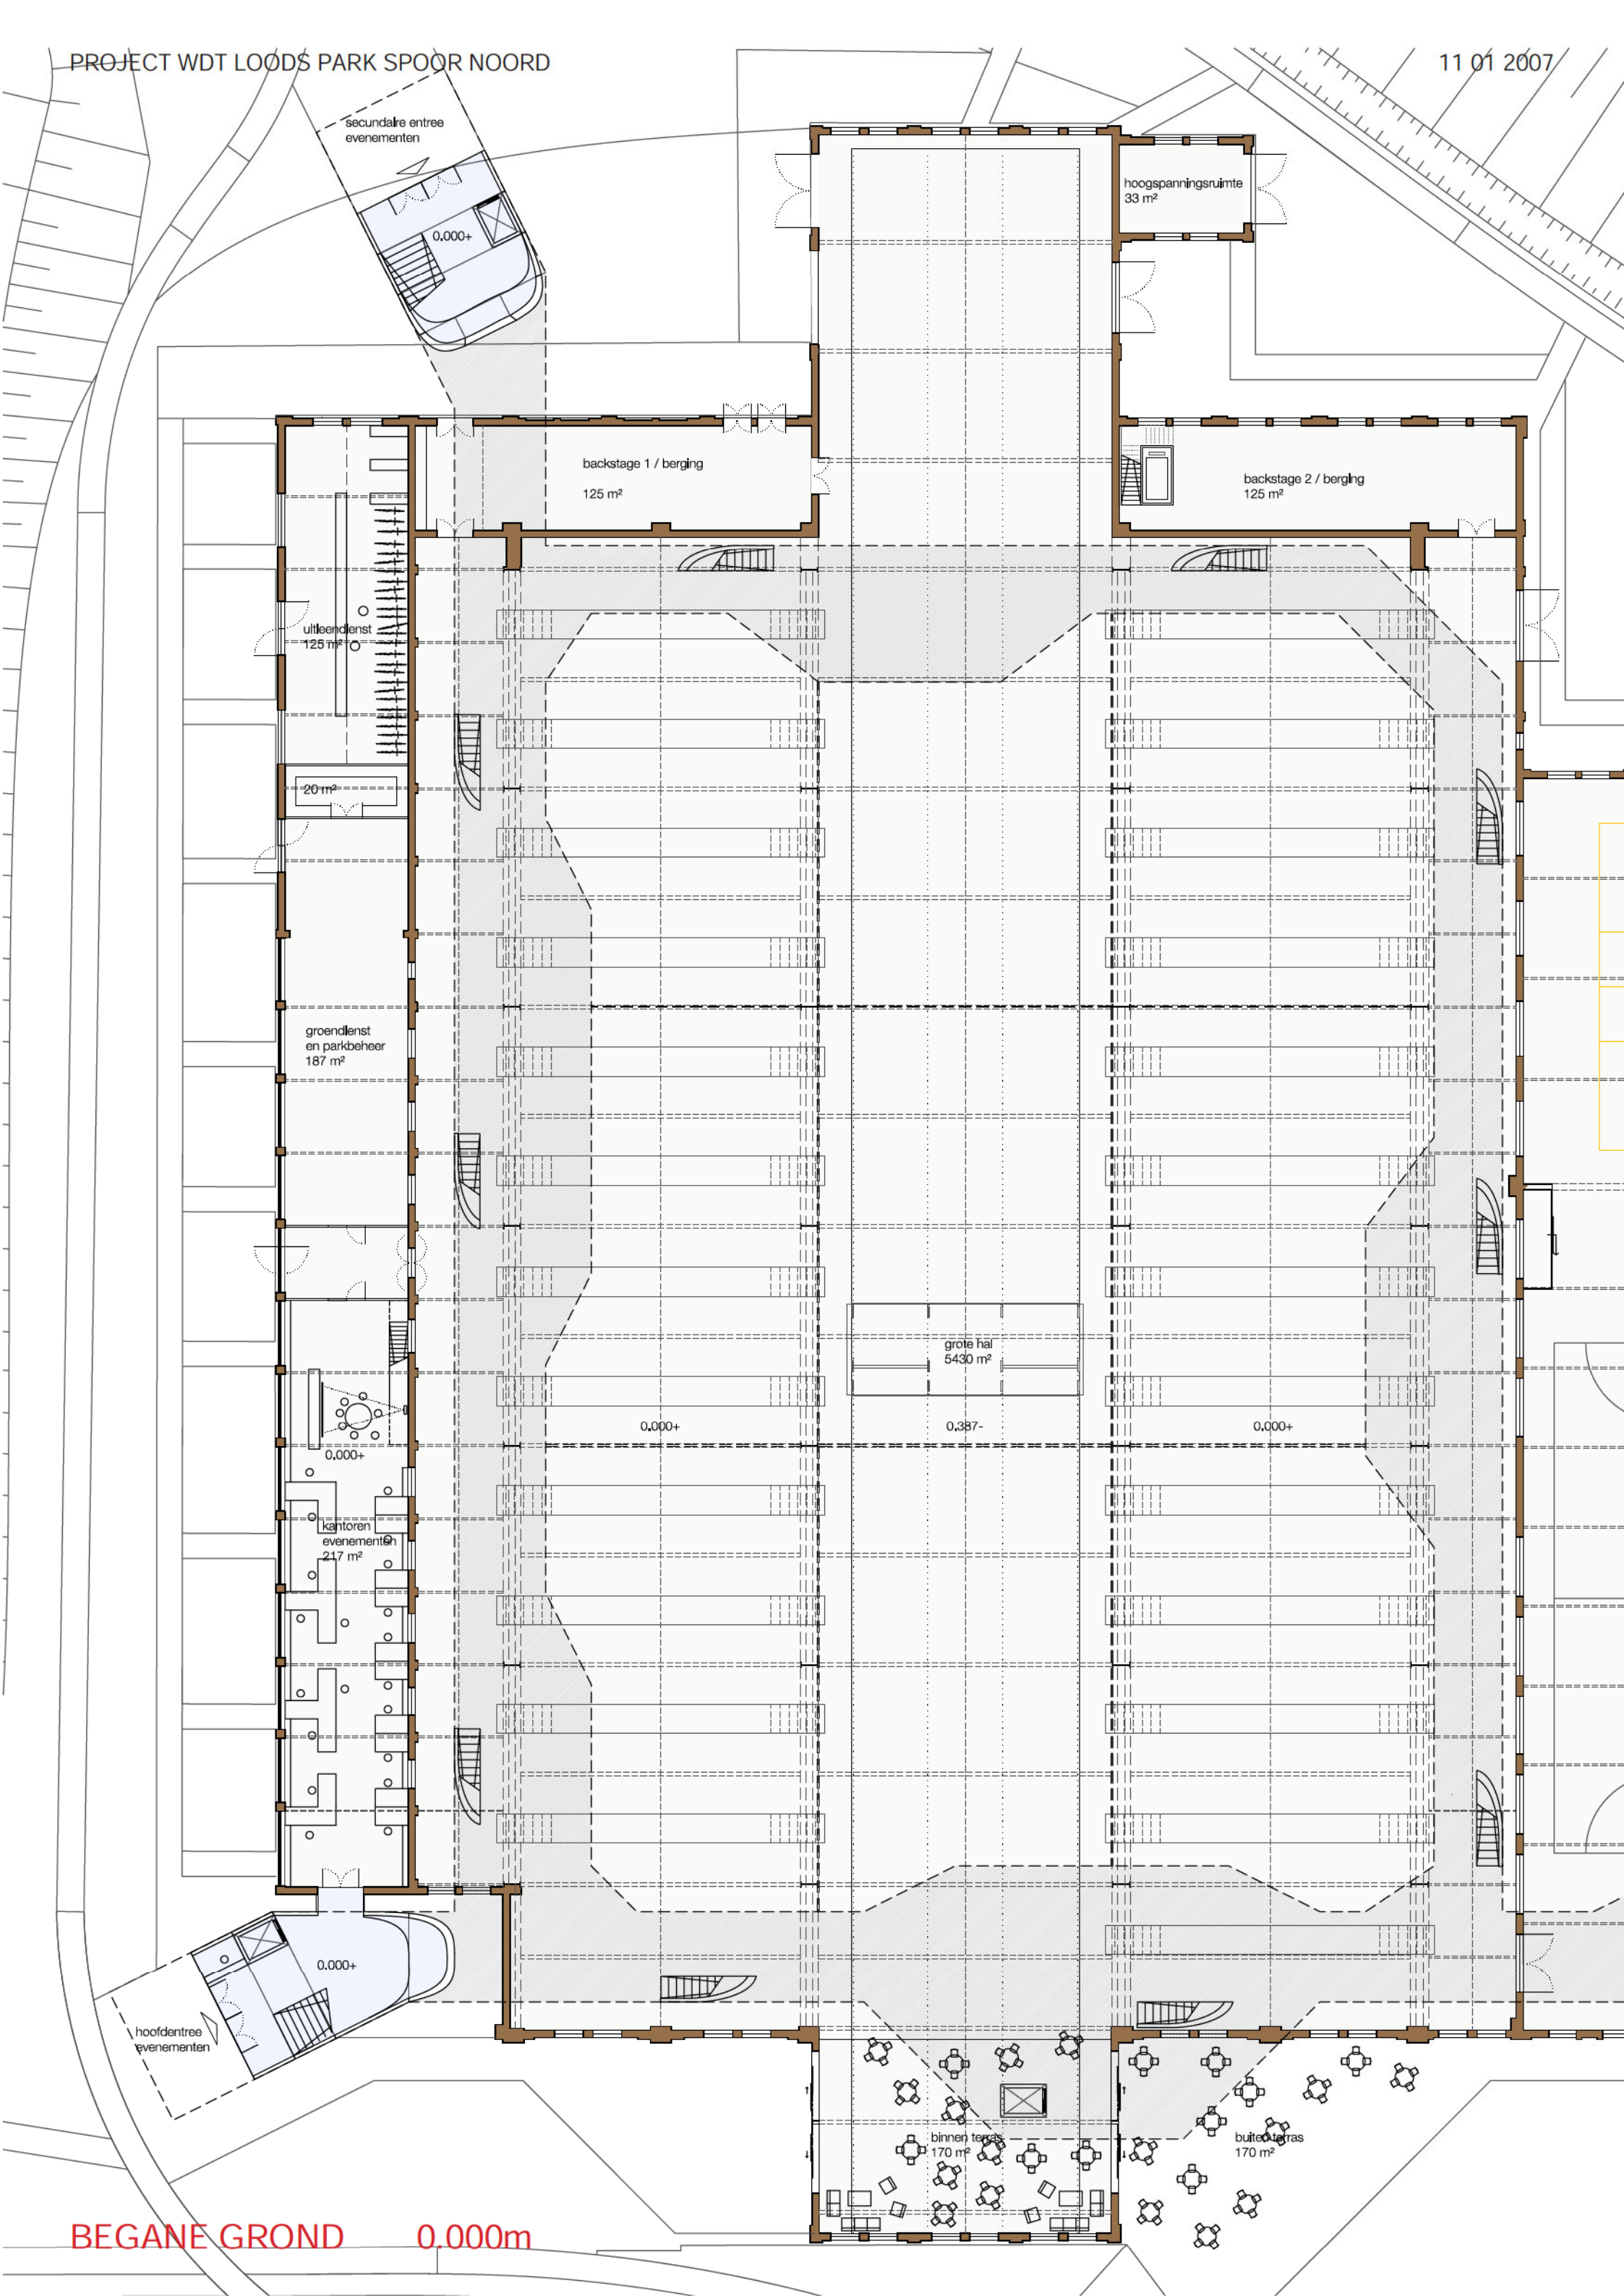 PROJECT WDT LOODS PARK SPOOR NOORD
11 01 2007
secundaire entree
evenementen
0.000+
hoogspanningsruimte
33 m²
backstage 1 / berging
125 m²
backstage 2 / berging
125 m²
uitleendienst
125 m²
20 m²
groendienst
en parkbeheer
187 m²
grote hal
5430 m²
0.000+
0.387-
0.000+
0.000+
kantoren
evenementen
217 m²
0.000+
hoofdentree
evenementen
binnen terras
170 m²
buiten terras
170 m²
BEGANE GROND 0.000m